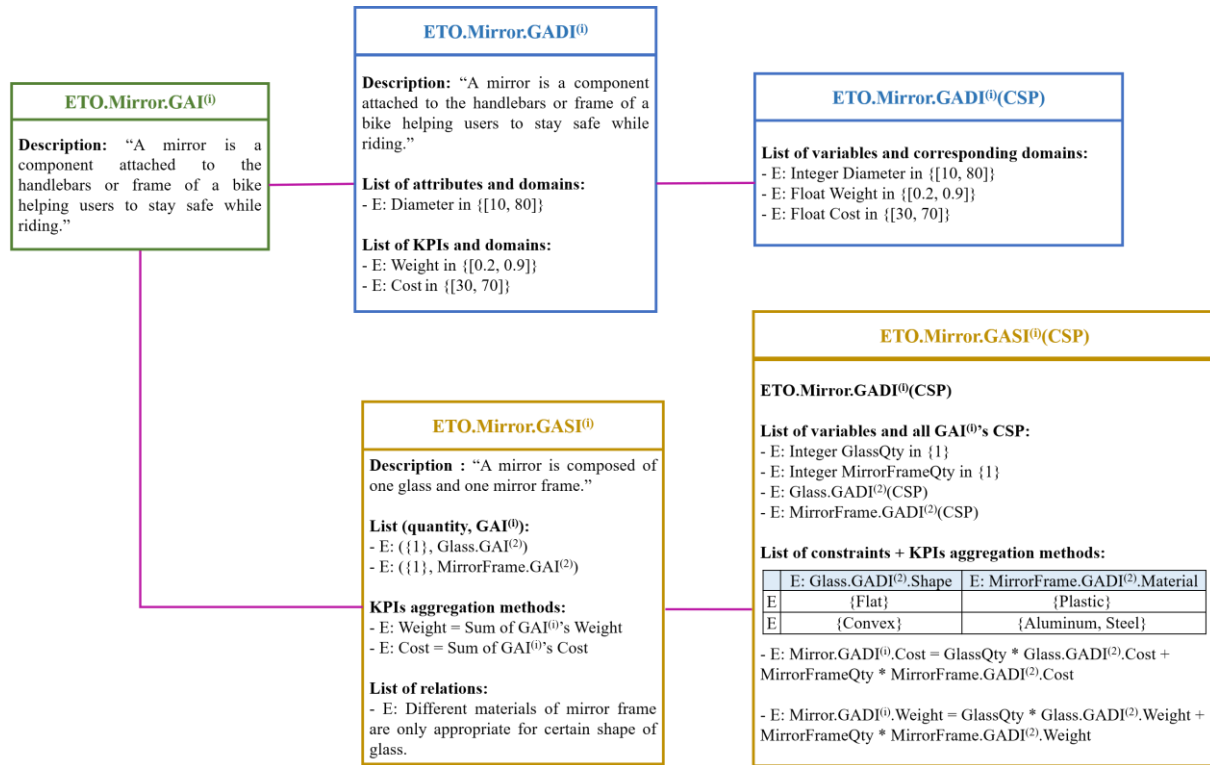 ETO.Mirror.GAI⁽ⁱ⁾
Description: “A mirror is a
component attached to the
handlebars or frame of a bike
helping users to stay safe while
riding.”
ETO.Mirror.GADI⁽ⁱ⁾
Description: “A mirror is a component
attached to the handlebars or frame of a
bike helping users to stay safe while
riding.”
List of attributes and domains:
- E: Diameter in {[10, 80]}
List of KPIs and domains:
- E: Weight in {[0.2, 0.9]}
- E: Cost in {[30, 70]}
ETO.Mirror.GADI⁽ⁱ⁾(CSP)
List of variables and corresponding domains:
- E: Integer Diameter in {[10, 80]}
- E: Float Weight in {[0.2, 0.9]}
- E: Float Cost in {[30, 70]}
ETO.Mirror.GASI⁽ⁱ⁾
Description : “A mirror is composed of
one glass and one mirror frame.”
List (quantity, GAI⁽ⁱ⁾):
- E: ({1}, Glass.GAI⁽²⁾)
- E: ({1}, MirrorFrame.GAI⁽²⁾)
KPIs aggregation methods:
- E: Weight = Sum of GAI⁽ⁱ⁾’s Weight
- E: Cost = Sum of GAI⁽ⁱ⁾’s Cost
List of relations:
- E: Different materials of mirror frame
are only appropriate for certain shape of
glass.
ETO.Mirror.GASI⁽ⁱ⁾(CSP)
ETO.Mirror.GADI⁽ⁱ⁾(CSP)
List of variables and all GAI⁽ⁱ⁾’s CSP:
- E: Integer GlassQty in {1}
- E: Integer MirrorFrameQty in {1}
- E: Glass.GADI⁽²⁾(CSP)
- E: MirrorFrame.GADI⁽²⁾(CSP)
List of constraints + KPIs aggregation methods:
E: Glass.GADI⁽²⁾.Shape E: MirrorFrame.GADI⁽²⁾.Material
E {Flat} {Plastic}
E {Convex} {Aluminum, Steel}
- E: Mirror.GADI⁽ⁱ⁾.Cost = GlassQty * Glass.GADI⁽²⁾.Cost +
MirrorFrameQty * MirrorFrame.GADI⁽²⁾.Cost
- E: Mirror.GADI⁽ⁱ⁾.Weight = GlassQty * Glass.GADI⁽²⁾.Weight +
MirrorFrameQty * MirrorFrame.GADI⁽²⁾.Weight